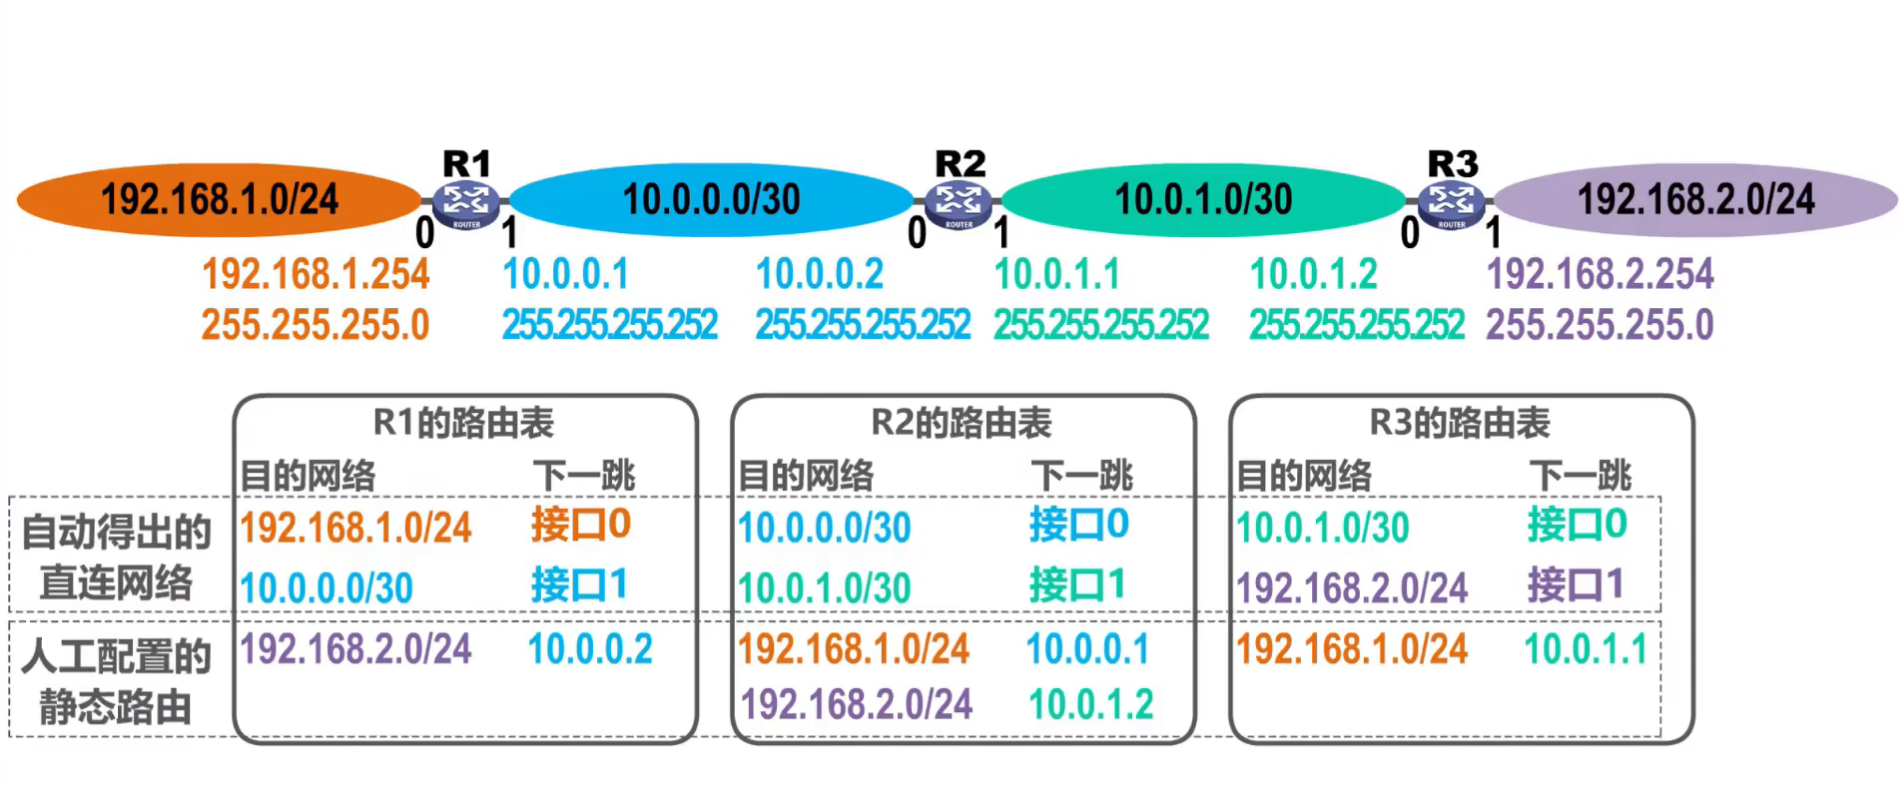 R1 R2 R3
192.168.1.0/24 10.0.0.0/30 10.0.1.0/30 192.168.2.0/24
ROUTER ROUTER ROUTER
0 1 0 1 0 1
192.168.1.254 10.0.0.1 10.0.0.2 10.0.1.1 10.0.1.2 192.168.2.254
255.255.255.0 255.255.255.252 255.255.255.252 255.255.255.252 255.255.255.252 255.255.255.0
R1的路由表 R2的路由表 R3的路由表
目的网络 下一跳 目的网络 下一跳 目的网络 下一跳
自动得出的
直连网络
192.168.1.0/24 接口0 10.0.0.0/30 接口0 10.0.1.0/30 接口0
10.0.0.0/30 接口1 10.0.1.0/30 接口1 192.168.2.0/24 接口1
人工配置的
静态路由
192.168.2.0/24 10.0.0.2 192.168.1.0/24 10.0.0.1 192.168.1.0/24 10.0.1.1
192.168.2.0/24 10.0.1.2